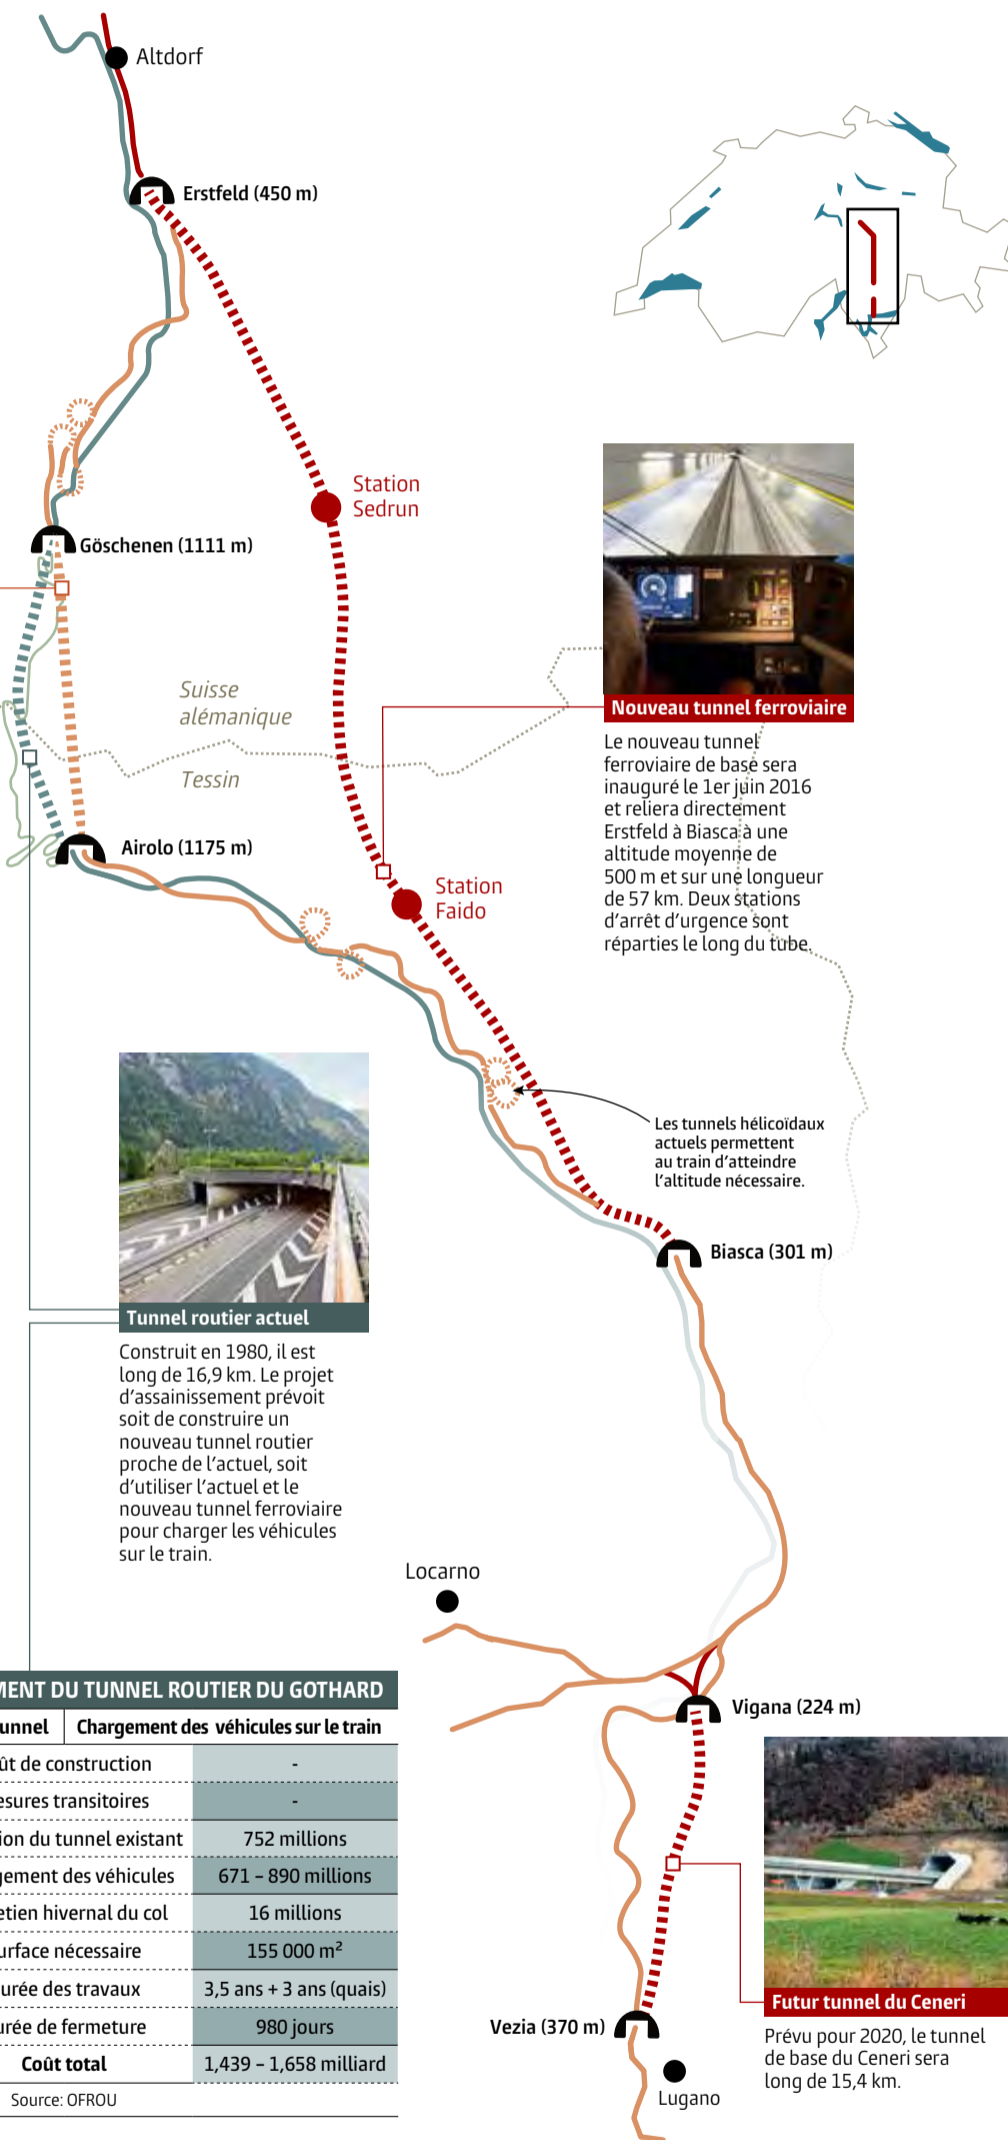 Altdorf
Erstfeld (450 m)
Station
Sedrun
Göschenen (1111 m)
Suisse
alémanique
Tessin
Nouveau tunnel ferroviaire
Le nouveau tunnel
ferroviaire de base sera
inauguré le 1er juin 2016
et reliera directement
Erstfeld à Biasca à une
altitude moyenne de
500 m et sur une longueur
de 57 km. Deux stations
d'arrêt d'urgence sont
réparties le long du tube.
Airolo (1175 m)
Station
Faido
Les tunnels hélicoïdaux
actuels permettent
au train d'atteindre
l'altitude nécessaire.
Biasca (301 m)
Tunnel routier actuel
Construit en 1980, il est
long de 16,9 km. Le projet
d'assainissement prévoit
soit de construire un
nouveau tunnel routier
proche de l'actuel, soit
d'utiliser l'actuel et le
nouveau tunnel ferroviaire
pour charger les véhicules
sur le train.
Locarno
Vigana (224 m)
MENT DU TUNNEL ROUTIER DU GOTHARD
unnel Chargement des véhicules sur le train
ût de construction -
esures transitoires -
ion du tunnel existant 752 millions
gement des véhicules 671 – 890 millions
etien hivernal du col 16 millions
urface nécessaire 155 000 m²
urée des travaux 3,5 ans + 3 ans (quais)
urée de fermeture 980 jours
Coût total 1,439 – 1,658 milliard
Source: OFROU
Vezia (370 m)
Lugano
Futur tunnel du Ceneri
Prévu pour 2020, le tunnel
de base du Ceneri sera
long de 15,4 km.